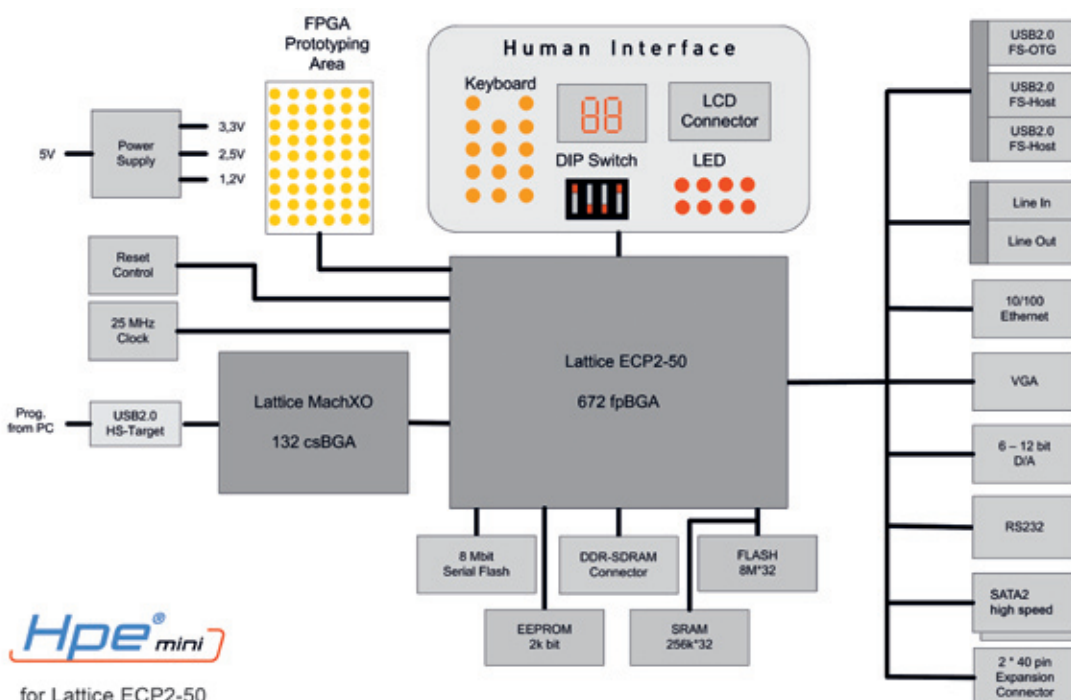 FPGA
Prototyping
Area
Human Interface
Keyboard
88
LCD
Connector
DIP Switch
LED
5V
Power
Supply
3,3V
2,5V
1,2V
Reset
Control
25 MHz
Clock
Prog.
from PC
USB2.0
HS-Target
Lattice MachXO
132 csBGA
Lattice ECP2-50
672 fpBGA
8 Mbit
Serial Flash
EEPROM
2k bit
DDR-SDRAM
Connector
SRAM
256k*32
FLASH
8M*32
USB2.0
FS-OTG
USB2.0
FS-Host
USB2.0
FS-Host
Line In
Line Out
10/100
Ethernet
VGA
6 – 12 bit
D/A
RS232
SATA2
high speed
2 * 40 pin
Expansion
Connector
Hpe® mini
for Lattice ECP2-50